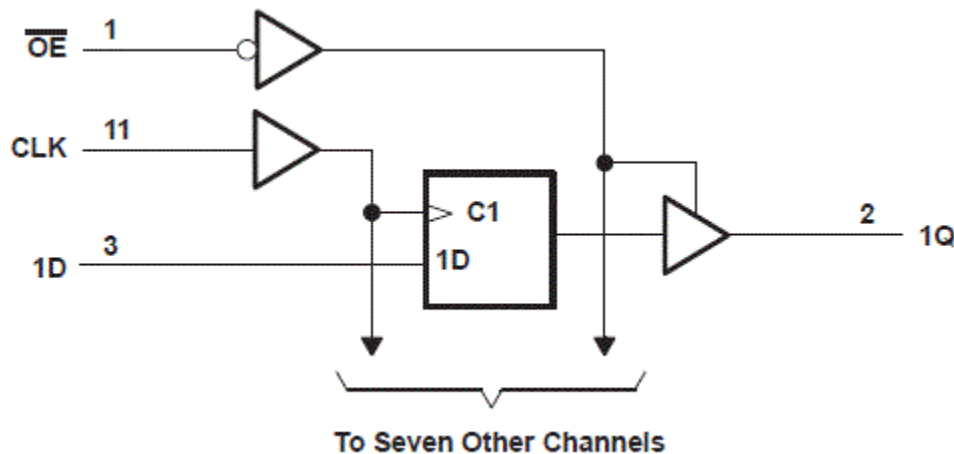 OE
1
CLK
11
C1
1D
3
1D
2
1Q
To Seven Other Channels